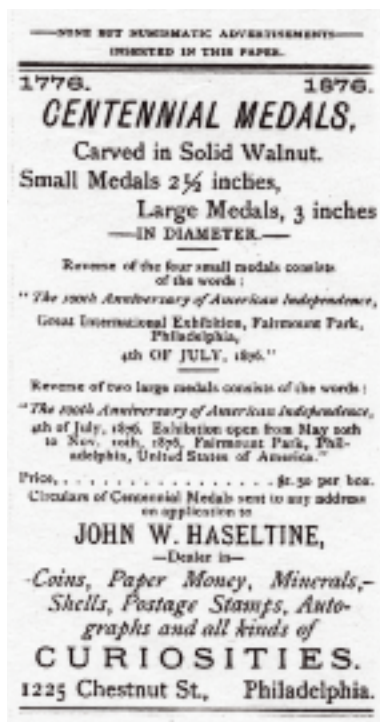 NONE BUT NUMISMATIC ADVERTISEMENTS
INSERTED IN THIS PAPER.
1776. 1876.
CENTENNIAL MEDALS,
Carved in Solid Walnut.
Small Medals 2½ inches,
Large Medals, 3 inches
—IN DIAMETER.—
Reverse of the four small medals consists
of the words:
"The 100th Anniversary of American Independence,
Great International Exhibition, Fairmount Park,
Philadelphia,
4th OF JULY, 1876."
Reverse of two large medals consists of the words:
"The 100th Anniversary of American Independence,
4th of July, 1876. Exhibition open from May 10th
to Nov. 10th, 1876, Fairmount Park, Phil-
adelphia, United States of America."
Price, . . . . . . . . . . . . . . . . $1.50 per box.
Circulars of Centennial Medals sent to any address
on application to
JOHN W. HASELTINE,
—Dealer in—
-Coins, Paper Money, Minerals,-
Shells, Postage Stamps, Auto-
graphs and all kinds of
CURIOSITIES.
1225 Chestnut St., Philadelphia.